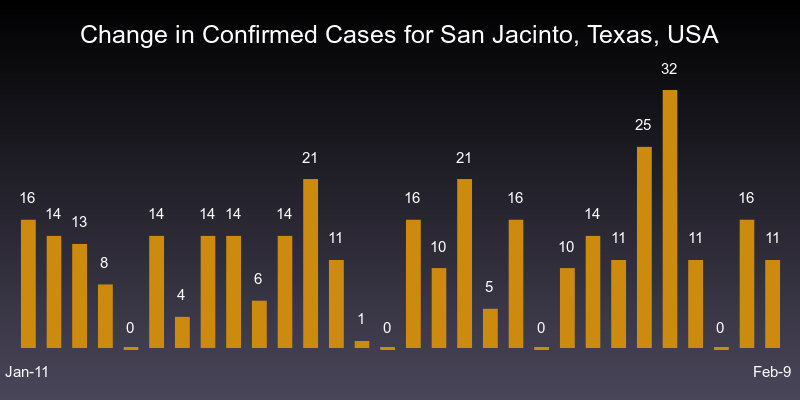 Change in Confirmed Cases for San Jacinto, Texas, USA
16 14 13 8 0 14 4 14 14 6 14 21 11 1 0 16 10 21 5 16 0 10 14 11 25 32 11 0 16 11
Jan-11 Feb-9